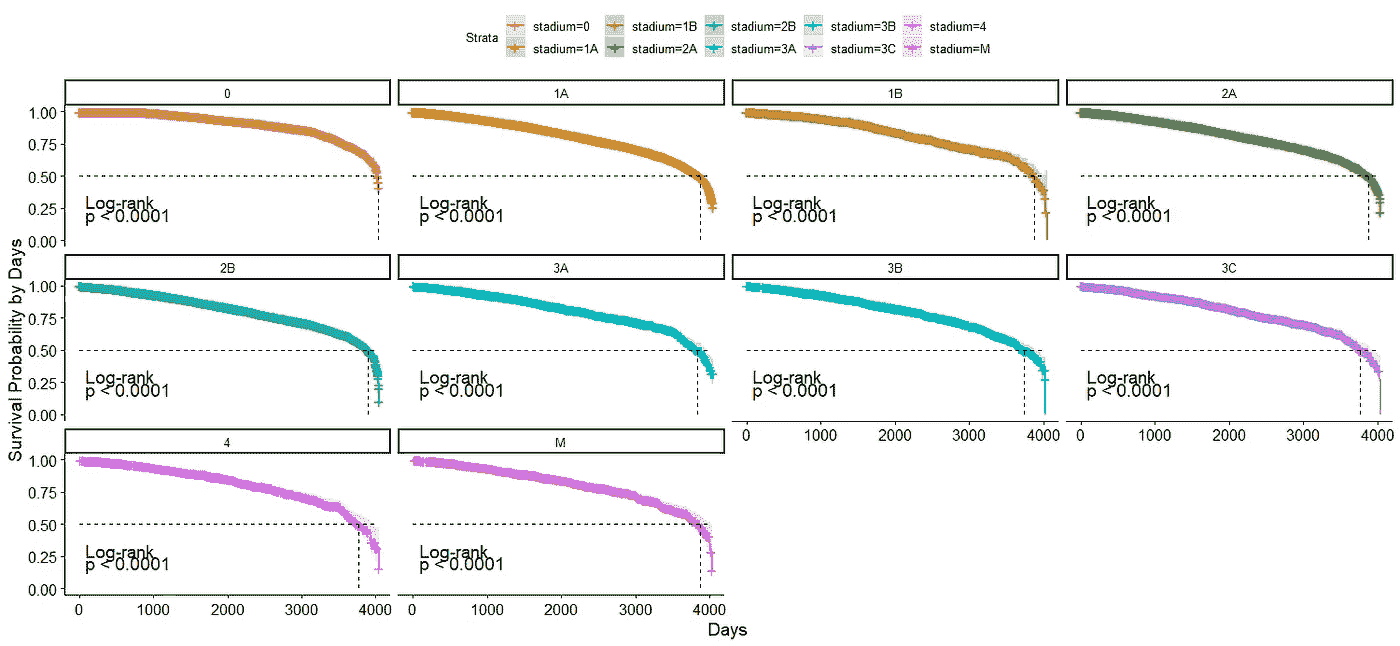 Strata
stadium=0 stadium=1B stadium=2B stadium=3B stadium=4
stadium=1A stadium=2A stadium=3A stadium=3C stadium=M
0 1A 1B 2A
1.00
0.75
0.50
0.25
0.00
Log-rank Log-rank Log-rank Log-rank
p < 0.0001 p < 0.0001 p < 0.0001 p < 0.0001
Survival Probability by Days
2B 3A 3B 3C
1.00
0.75
0.50
0.25
0.00
Log-rank Log-rank Log-rank Log-rank
p < 0.0001 p < 0.0001 p < 0.0001 p < 0.0001
0 1000 2000 3000 4000 0 1000 2000 3000 4000
4 M
1.00
0.75
0.50
0.25
0.00
Log-rank Log-rank
p < 0.0001 p < 0.0001
0 1000 2000 3000 4000 0 1000 2000 3000 4000
Days